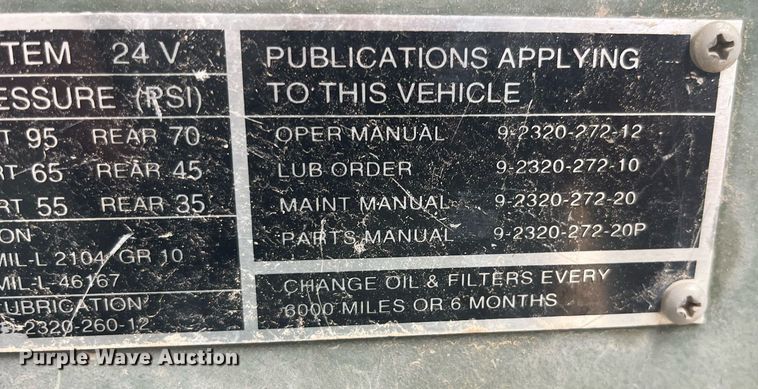 TEM 24 V
ESSURE (PSI)
T 95 REAR 70
RT 65 REAR 45
RT 55 REAR 35
ON
MIL-L 2104 GR 10
MIL-L-46167
LUBRICATION
9-2320-260-12
PUBLICATIONS APPLYING
TO THIS VEHICLE
OPER MANUAL 9-2320-272-12
LUB ORDER 9-2320-272-10
MAINT MANUAL 9-2320-272-20
PARTS MANUAL 9-2320-272-20P
CHANGE OIL & FILTERS EVERY
6000 MILES OR 6 MONTHS
Purple Wave Auction